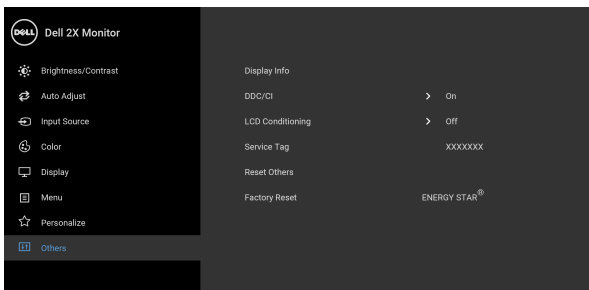 DELL Dell 2X Monitor
Brightness/Contrast
Auto Adjust
Input Source
Color
Display
Menu
Personalize
Others
Display Info
DDC/CI > On
LCD Conditioning > Off
Service Tag XXXXXXX
Reset Others
Factory Reset ENERGY STAR®